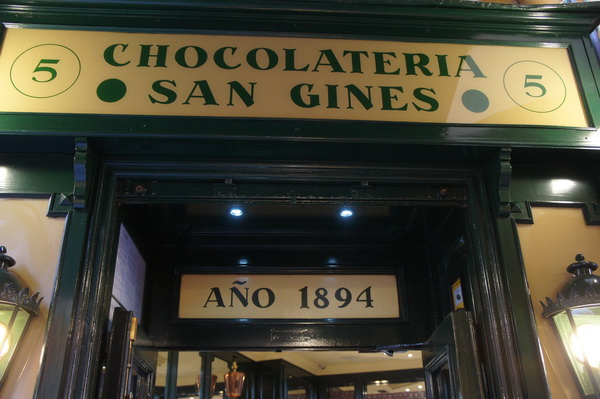 5 CHOCOLATERIA 5
SAN GINES
AÑO 1894